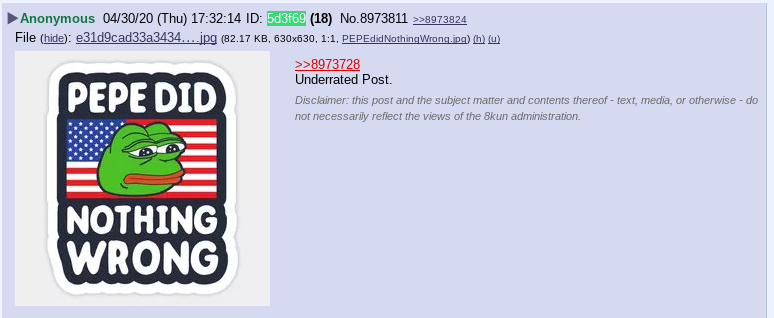 Anonymous 04/30/20 (Thu) 17:32:14 ID: 5d3f69 (18) No.8973811 >>8973824
File (hide): e31d9cad33a3434….jpg (82.17 KB, 630x630, 1:1, PEPEdidNothingWrong.jpg) (h) (u)
PEPE DID
NOTHING
WRONG
>>8973728
Underrated Post.
Disclaimer: this post and the subject matter and contents thereof - text, media, or otherwise - do
not necessarily reflect the views of the 8kun administration.